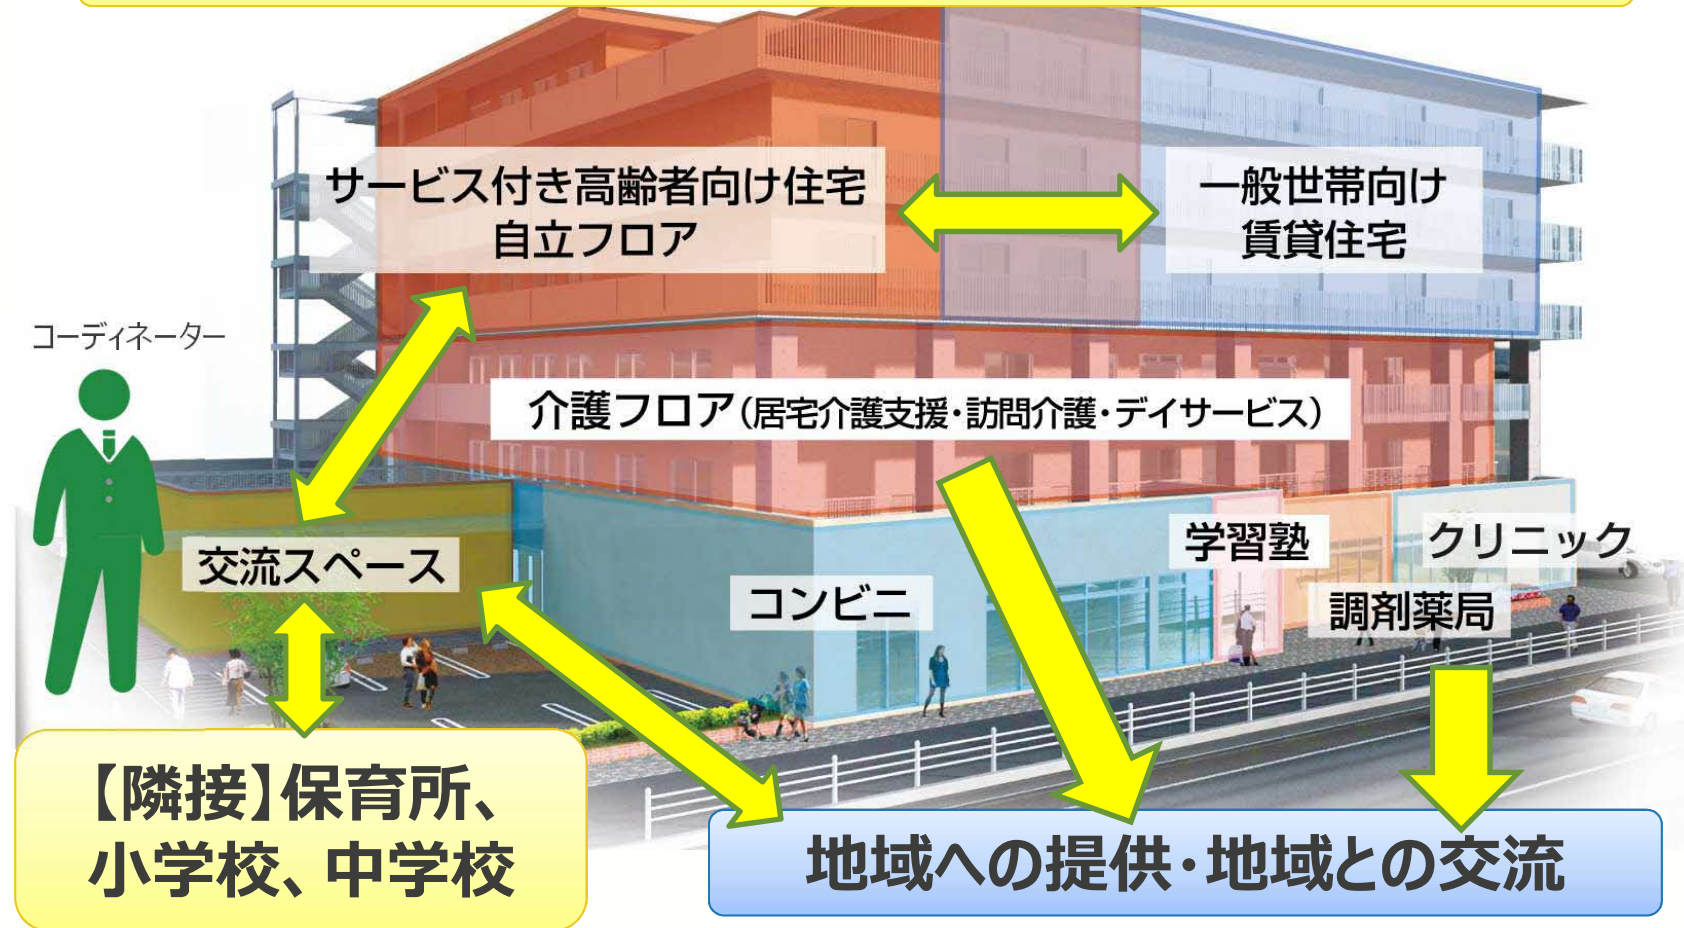 サービス付き高齢者向け住宅
自立フロア
一般世帯向け
賃貸住宅
コーディネーター
介護フロア(居宅介護支援・訪問介護・デイサービス)
交流スペース
コンビニ
学習塾
クリニック
調剤薬局
【隣接】保育所、
小学校、中学校
地域への提供・地域との交流